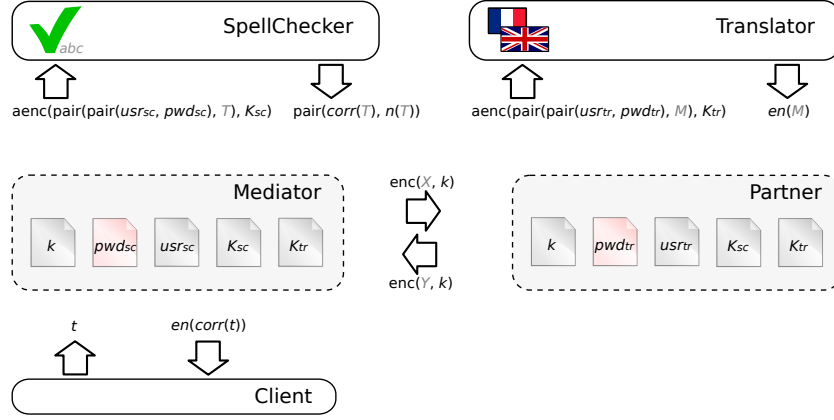 SpellChecker
abc
Translator
aenc(pair(pair(usrsc, pwdsc), T), Ksc)
pair(corr(T), n(T))
aenc(pair(pair(usrtr, pwdtr), M), Ktr)
en(M)
Mediator
k
pwdsc
usrsc
Ksc
Ktr
enc(X, k)
enc(Y, k)
Partner
k
pwdtr
usrtr
Ksc
Ktr
t
en(corr(t))
Client